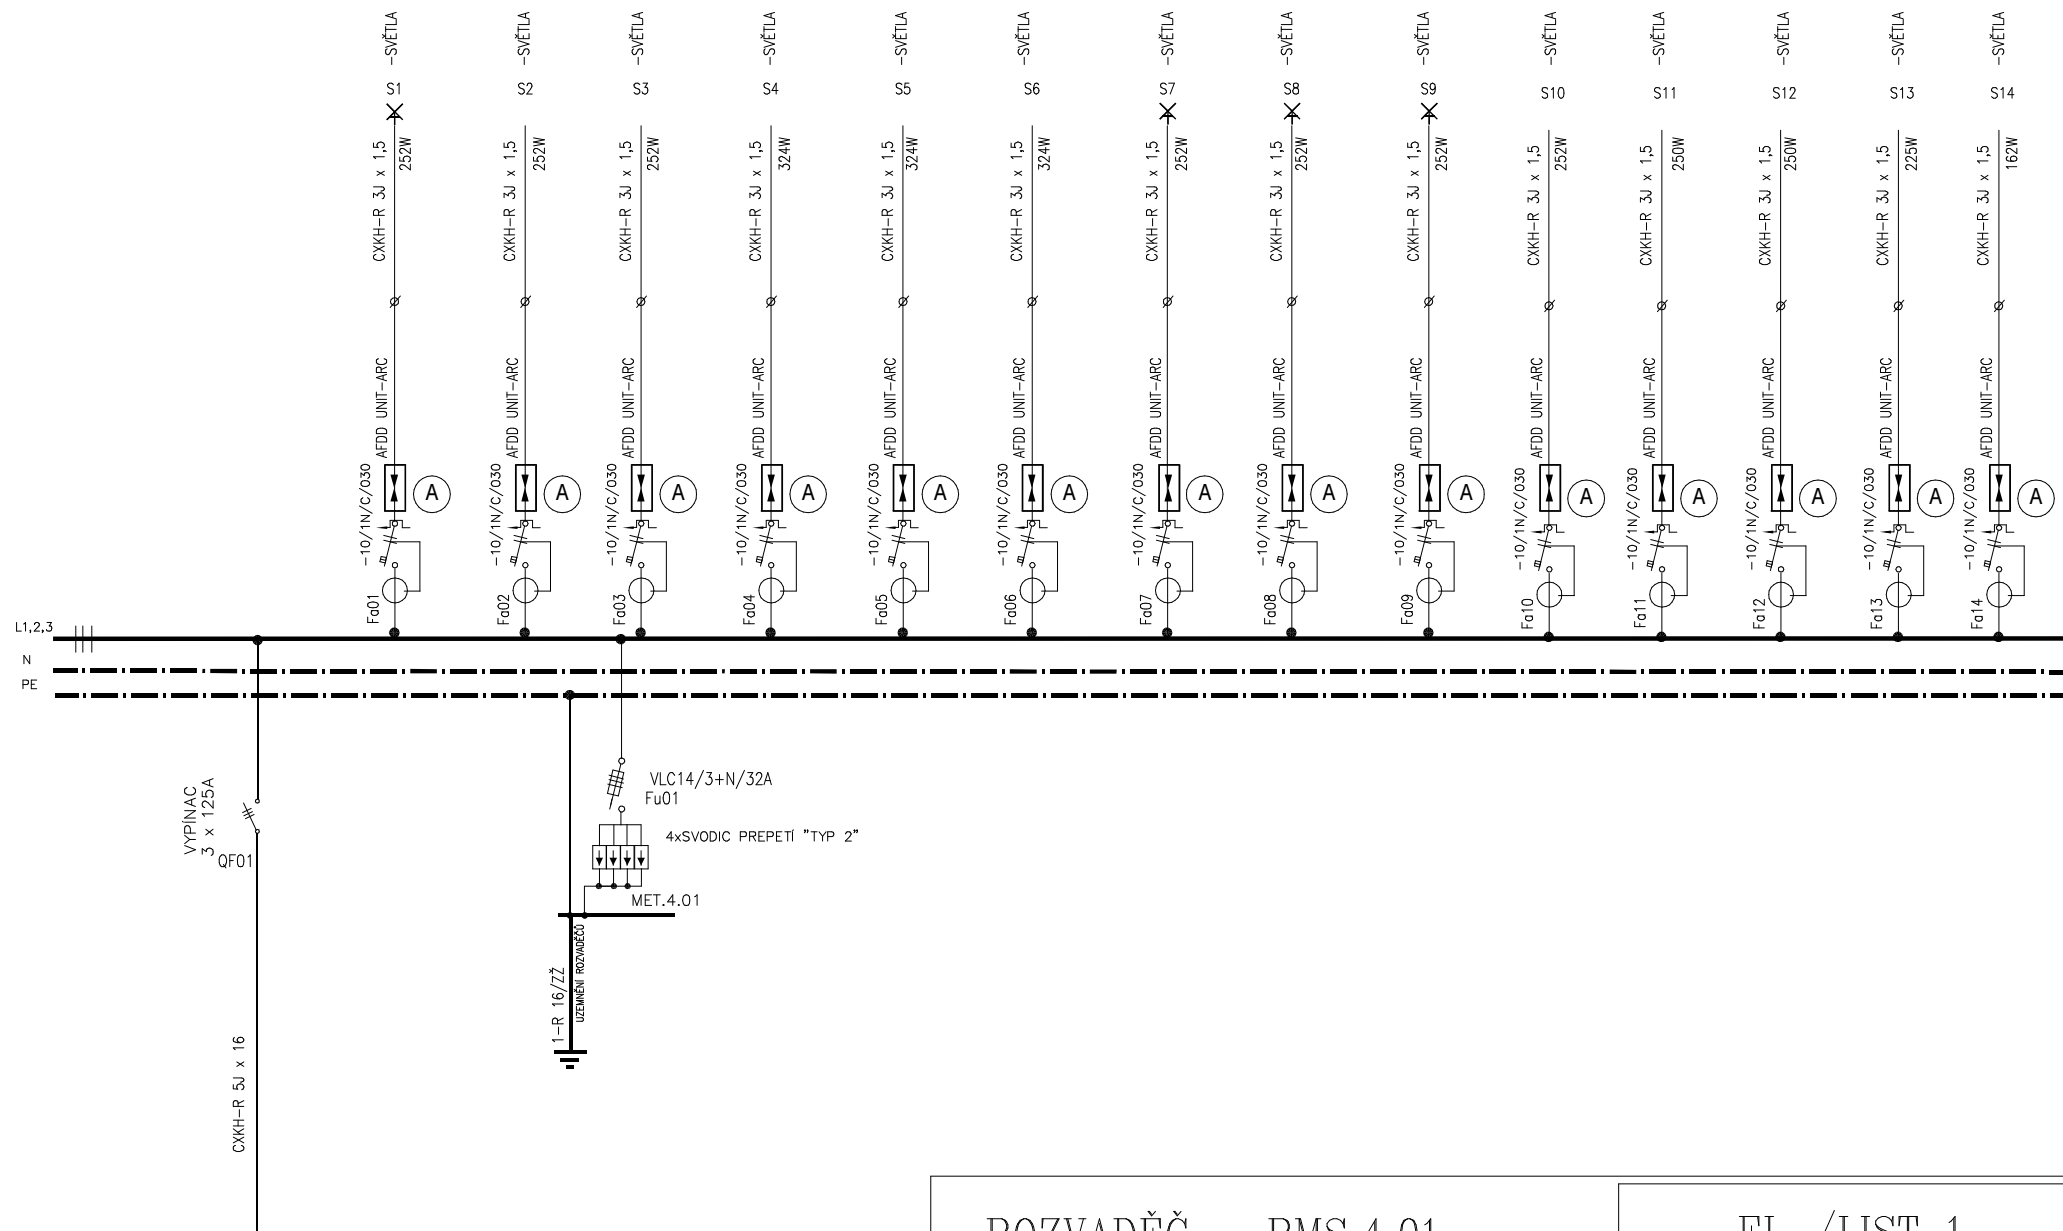 -SVĚTLA
-SVĚTLA
-SVĚTLA
-SVĚTLA
-SVĚTLA
-SVĚTLA
-SVĚTLA
-SVĚTLA
-SVĚTLA
-SVĚTLA
-SVĚTLA
-SVĚTLA
-SVĚTLA
-SVĚTLA
S1
S2
S3
S4
S5
S6
S7
S8
S9
S10
S11
S12
S13
S14
CXKH-R 3J x 1,5
252W
CXKH-R 3J x 1,5
252W
CXKH-R 3J x 1,5
252W
CXKH-R 3J x 1,5
324W
CXKH-R 3J x 1,5
324W
CXKH-R 3J x 1,5
324W
CXKH-R 3J x 1,5
252W
CXKH-R 3J x 1,5
252W
CXKH-R 3J x 1,5
252W
CXKH-R 3J x 1,5
252W
CXKH-R 3J x 1,5
250W
CXKH-R 3J x 1,5
250W
CXKH-R 3J x 1,5
225W
CXKH-R 3J x 1,5
162W
AFDD UNIT-ARC
AFDD UNIT-ARC
AFDD UNIT-ARC
AFDD UNIT-ARC
AFDD UNIT-ARC
AFDD UNIT-ARC
AFDD UNIT-ARC
AFDD UNIT-ARC
AFDD UNIT-ARC
AFDD UNIT-ARC
AFDD UNIT-ARC
AFDD UNIT-ARC
AFDD UNIT-ARC
AFDD UNIT-ARC
-10/1N/C/030
A
-10/1N/C/030
A
-10/1N/C/030
A
-10/1N/C/030
A
-10/1N/C/030
A
-10/1N/C/030
A
-10/1N/C/030
A
-10/1N/C/030
A
-10/1N/C/030
A
-10/1N/C/030
A
-10/1N/C/030
A
-10/1N/C/030
A
-10/1N/C/030
A
-10/1N/C/030
A
Fa01
Fa02
Fa03
Fa04
Fa05
Fa06
Fa07
Fa08
Fa09
Fa10
Fa11
Fa12
Fa13
Fa14
L1,2,3
N
PE
VYPÍNAC
3 x 125A
QF01
VLC14/3+N/32A
Fu01
4xSVODIC PREPETÍ "TYP 2"
MET.4.01
1-R 16/ZŽ
UZEMNĚNÍ ROZVADĚČŮ
CXKH-R 5J x 16
ROZVADĚČ RMS 4.01
EL./LIST 1